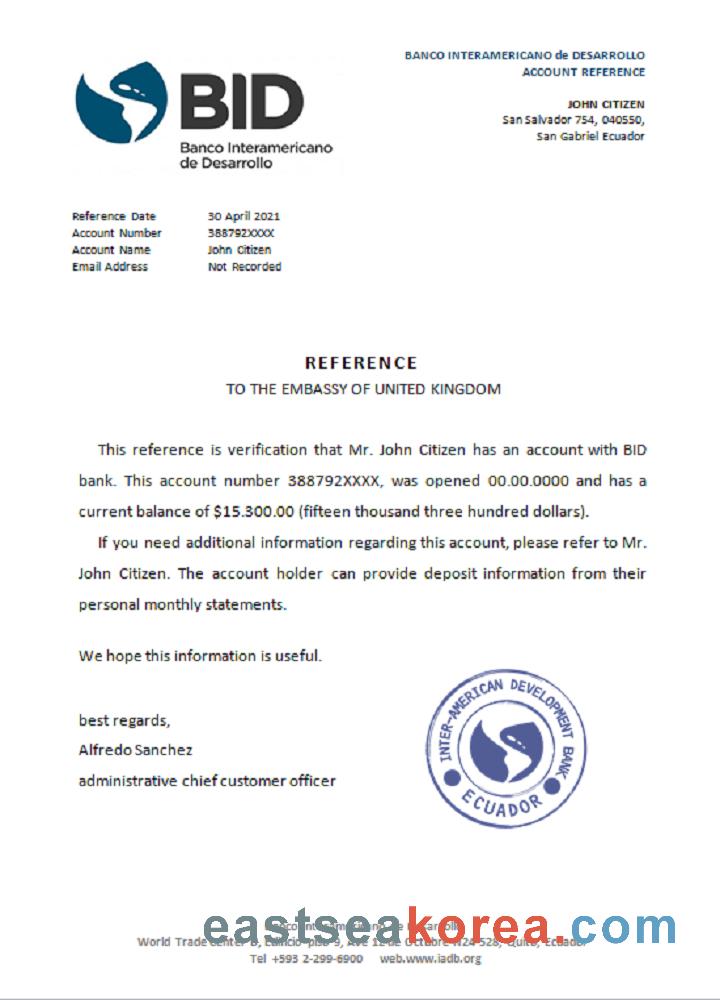 BANCO INTERAMERICANO de DESARROLLO
ACCOUNT REFERENCE
JOHN CITIZEN
San Salvador 754, 040550,
San Gabriel Ecuador
BID
Banco Interamericano
de Desarrollo
Reference Date 30 April 2021
Account Number 388792XXXX
Account Name John Citizen
Email Address Not Recorded
REFERENCE
TO THE EMBASSY OF UNITED KINGDOM
This reference is verification that Mr. John Citizen has an account with BID
bank. This account number 388792XXXX, was opened 00.00.0000 and has a
current balance of $15.300.00 (fifteen thousand three hundred dollars).
If you need additional information regarding this account, please refer to Mr.
John Citizen. The account holder can provide deposit information from their
personal monthly statements.
We hope this information is useful.
best regards,
Alfredo Sanchez
administrative chief customer officer
INTER-AMERICAN DEVELOPMENT BANK
ECUADOR
eastseakorea.com
World Trade Center B, Edificio piso 9, Ave 12 de Octubre N24-528, Quito, Ecuador
Tel +593 2-299-6900 web.www.iadb.org